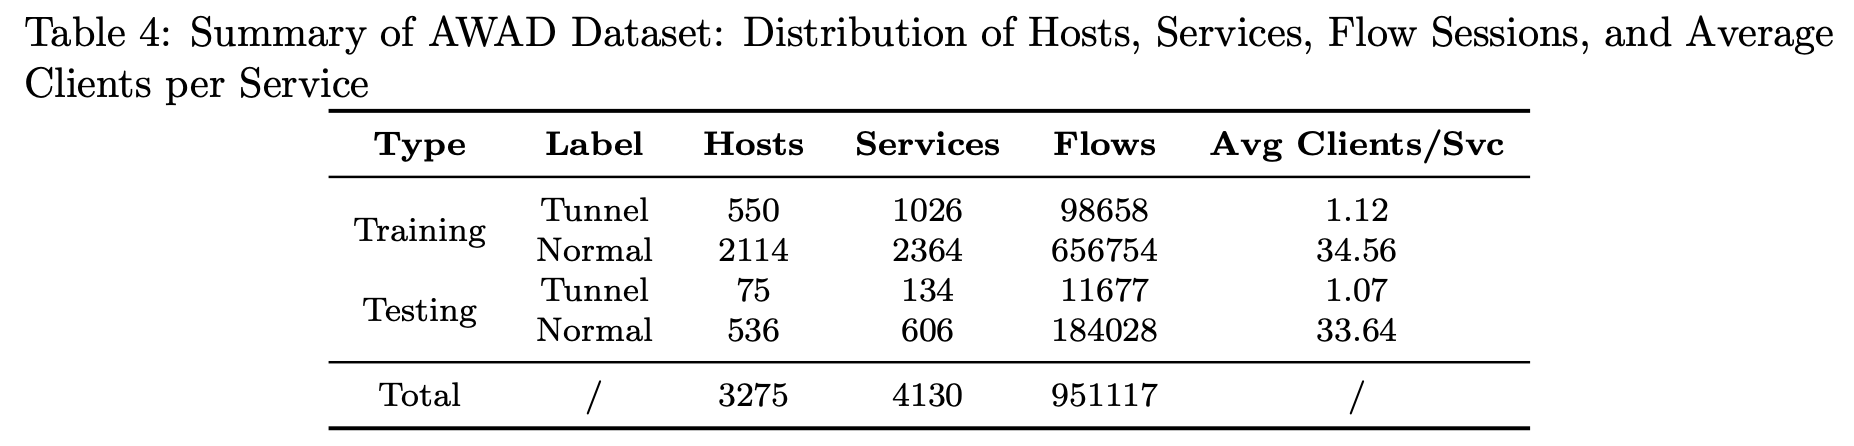 Table 4: Summary of AWAD Dataset: Distribution of Hosts, Services, Flow Sessions, and Average
Clients per Service
Type Label Hosts Services Flows Avg Clients/Svc
Training
Tunnel 550 1026 98658 1.12
Normal 2114 2364 656754 34.56
Testing
Tunnel 75 134 11677 1.07
Normal 536 606 184028 33.64
Total / 3275 4130 951117 /